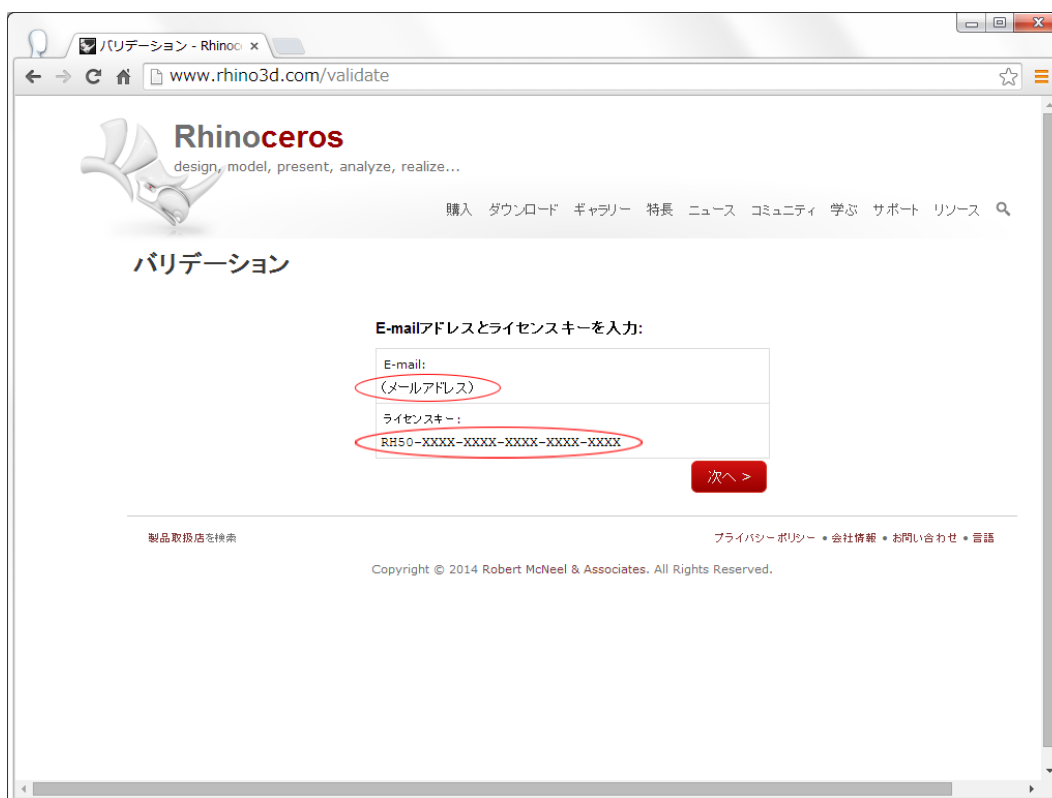 バリデーション - Rhinoc
www.rhino3d.com/validate
Rhinoceros
design, model, present, analyze, realize...
購入 ダウンロード ギャラリー 特長 ニュース コミュニティ 学ぶ サポート リソース
バリデーション
E-mailアドレスとライセンスキーを入力:
E-mail:
(メールアドレス)
ライセンスキー:
RH50-XXXX-XXXX-XXXX-XXXX-XXXX
次へ >
製品取扱店を検索 プライバシーポリシー • 会社情報 • お問い合わせ • 言語
Copyright © 2014 Robert McNeel & Associates. All Rights Reserved.